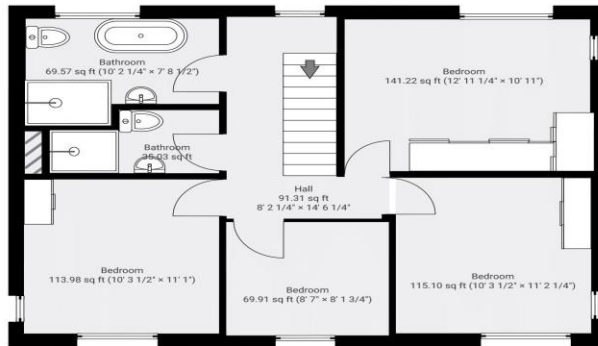 Bathroom
69.57 sq ft (10' 2 1/4" × 7' 8 1/2")
Bedroom
141.22 sq ft (12' 11 1/4" × 10' 11")
Bathroom
35.03 sq ft
Hall
91.31 sq ft
8' 2 1/4" × 14' 6 1/4"
Bedroom
113.98 sq ft (10' 3 1/2" × 11' 1")
Bedroom
69.91 sq ft (8' 7" × 8' 1 3/4")
Bedroom
115.10 sq ft (10' 3 1/2" × 11' 2 1/4")